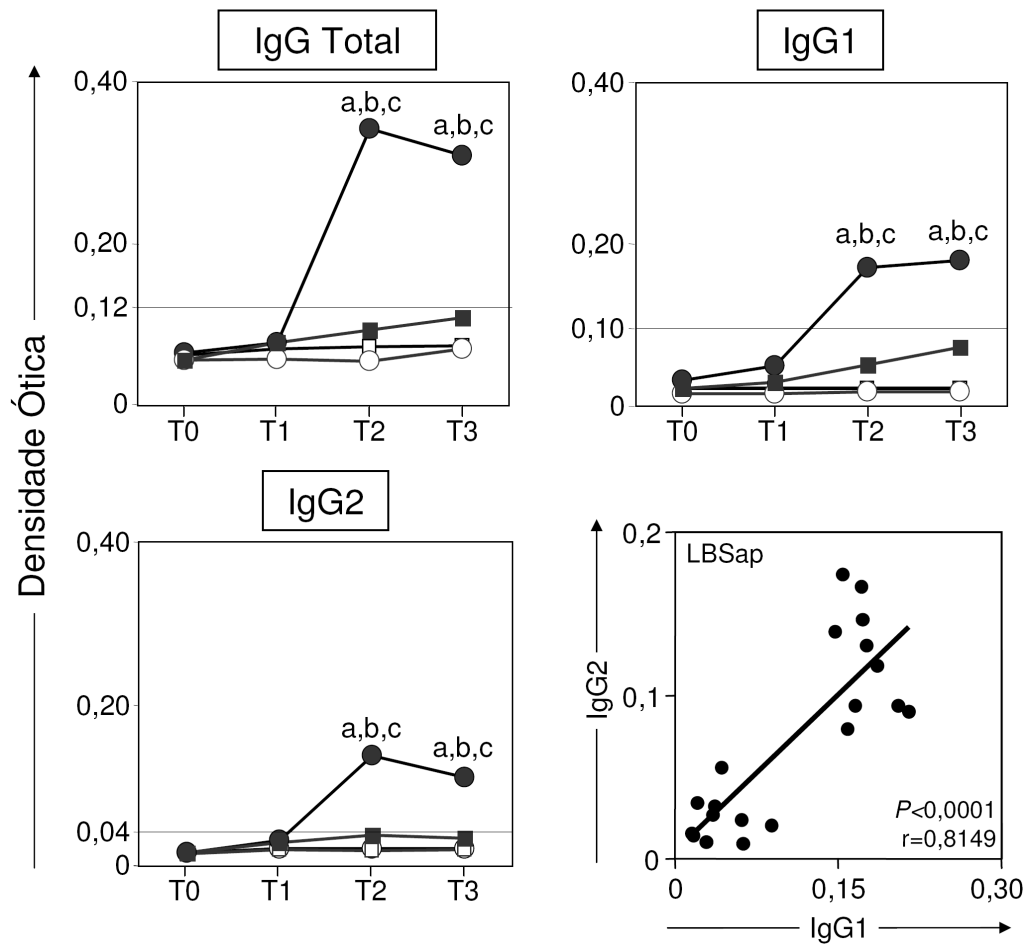 IgG Total
0,40
0,20
0,12
0
a,b,c
a,b,c
T0 T1 T2 T3
IgG1
0,40
0,20
0,10
0
a,b,c
a,b,c
T0 T1 T2 T3
Densidade Ótica
IgG2
0,40
0,20
0,04
0
a,b,c
a,b,c
T0 T1 T2 T3
LBSap
0,2
0,1
0
IgG2
P<0,0001
r=0,8149
0 0,15 0,30
IgG1